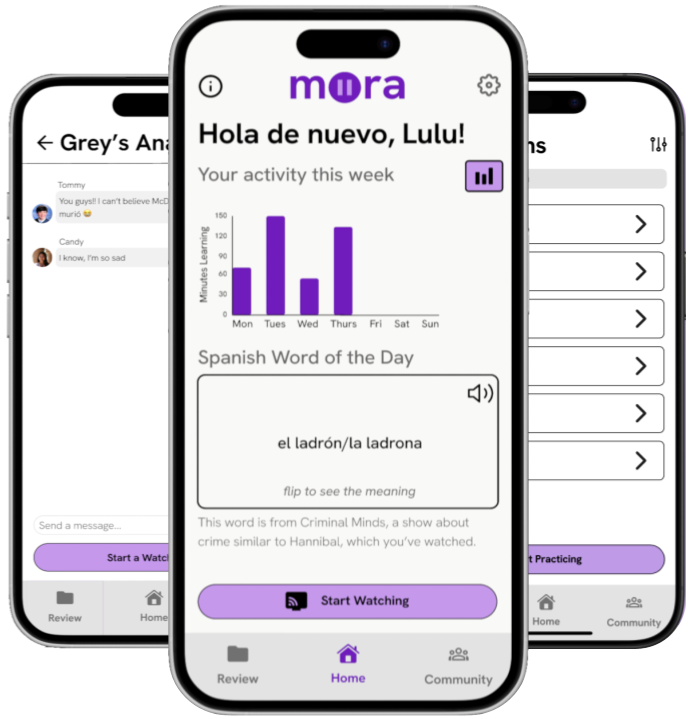 Grey's Ana
Tommy
You guys!! I can't believe McD
murió 😭
Candy
I know, I'm so sad
Send a message...
Start a Watcl
Review
Home
mora
Hola de nuevo, Lulu!
Your activity this week
Minutes Learning
150
120
90
60
30
0
Mon Tues Wed Thurs Fri Sat Sun
Spanish Word of the Day
el ladrón/la ladrona
flip to see the meaning
This word is from Criminal Minds, a show about
crime similar to Hannibal, which you've watched.
Start Watching
Review
Home
Community
ns
t Practicing
Home
Community